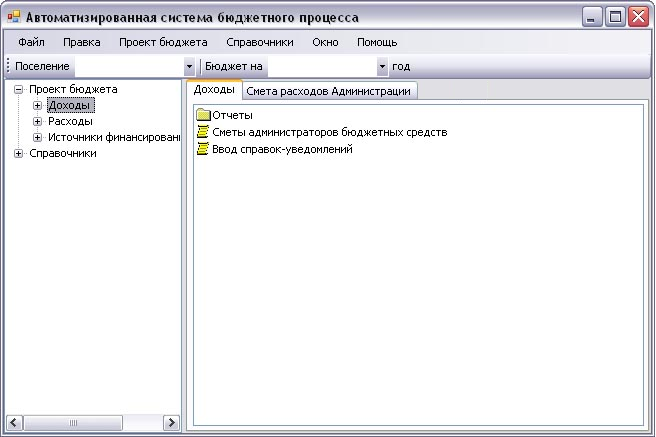 Автоматизированная система бюджетного процесса
Файл Правка Проект бюджета Справочники Окно Помощь
Поселение Бюджет на год
Проект бюджета
Доходы
Расходы
Источники финансировани
Справочники
Доходы Смета расходов Администрации
Отчеты
Сметы администраторов бюджетных средств
Ввод справок-уведомлений